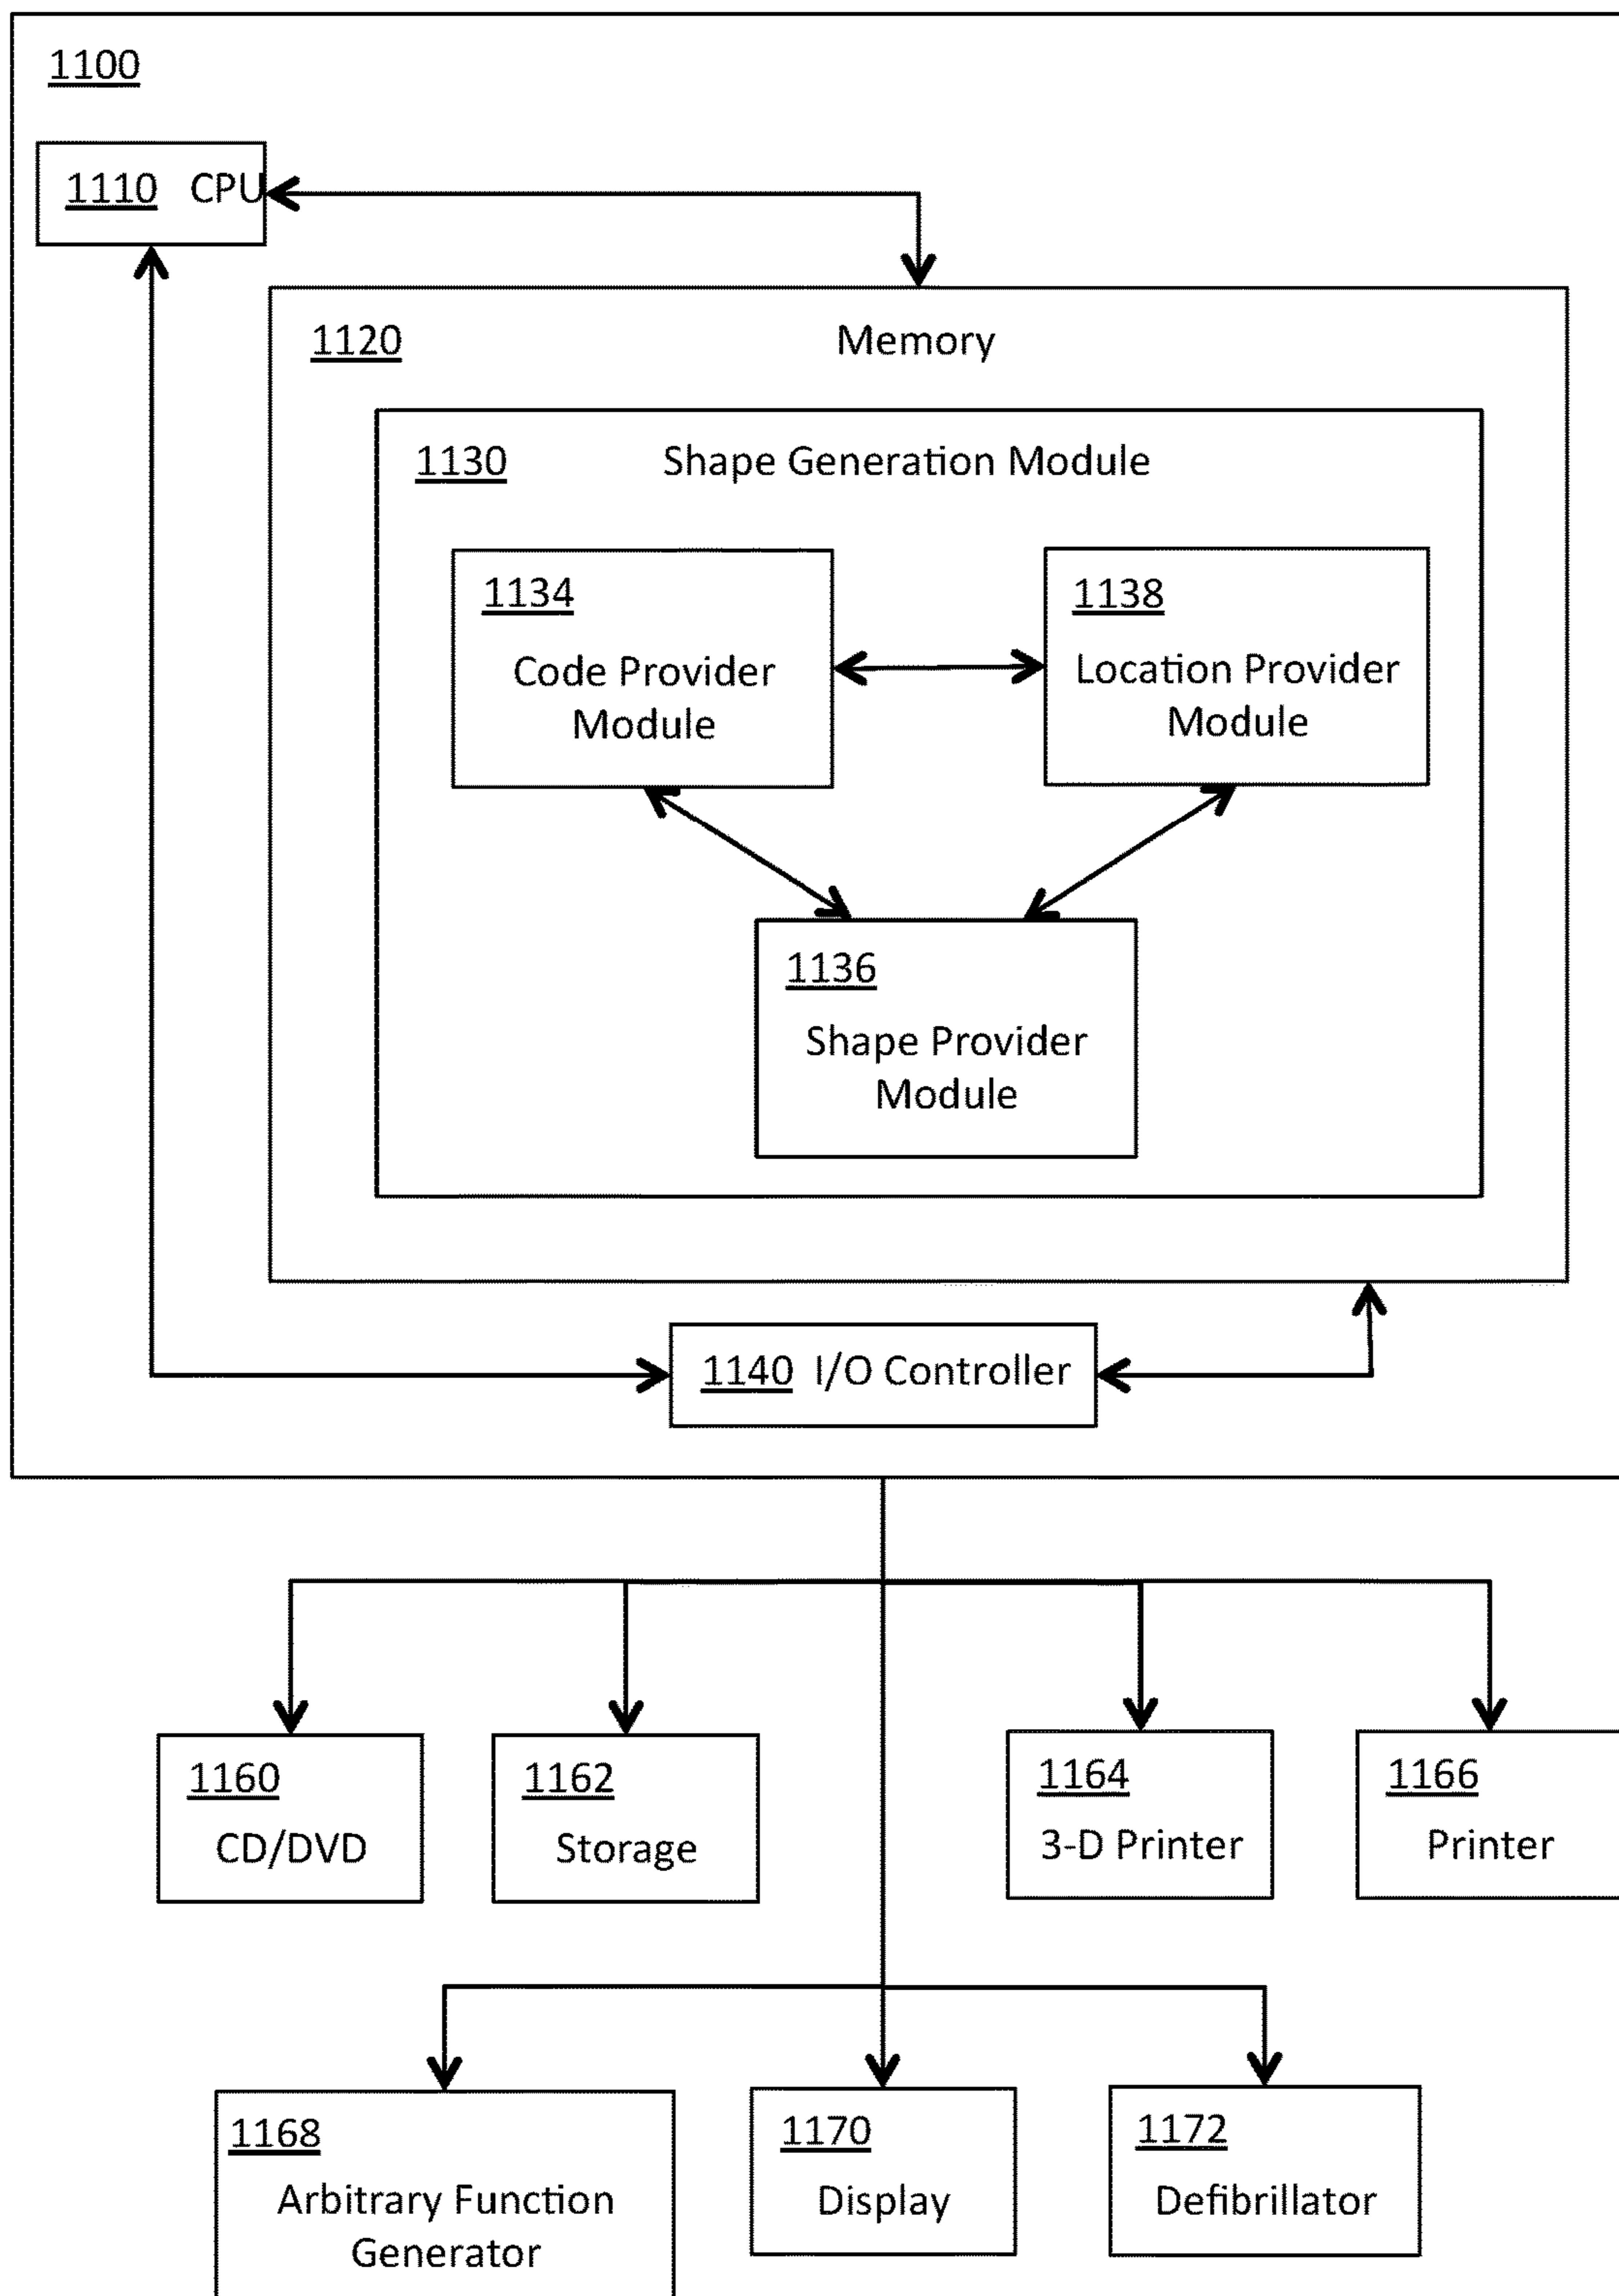 1100
1110 CPU
1120 Memory
1130 Shape Generation Module
1134
Code Provider
Module
1138
Location Provider
Module
1136
Shape Provider
Module
1140 I/O Controller
1160
CD/DVD
1162
Storage
1164
3-D Printer
1166
Printer
1168
Arbitrary Function
Generator
1170
Display
1172
Defibrillator